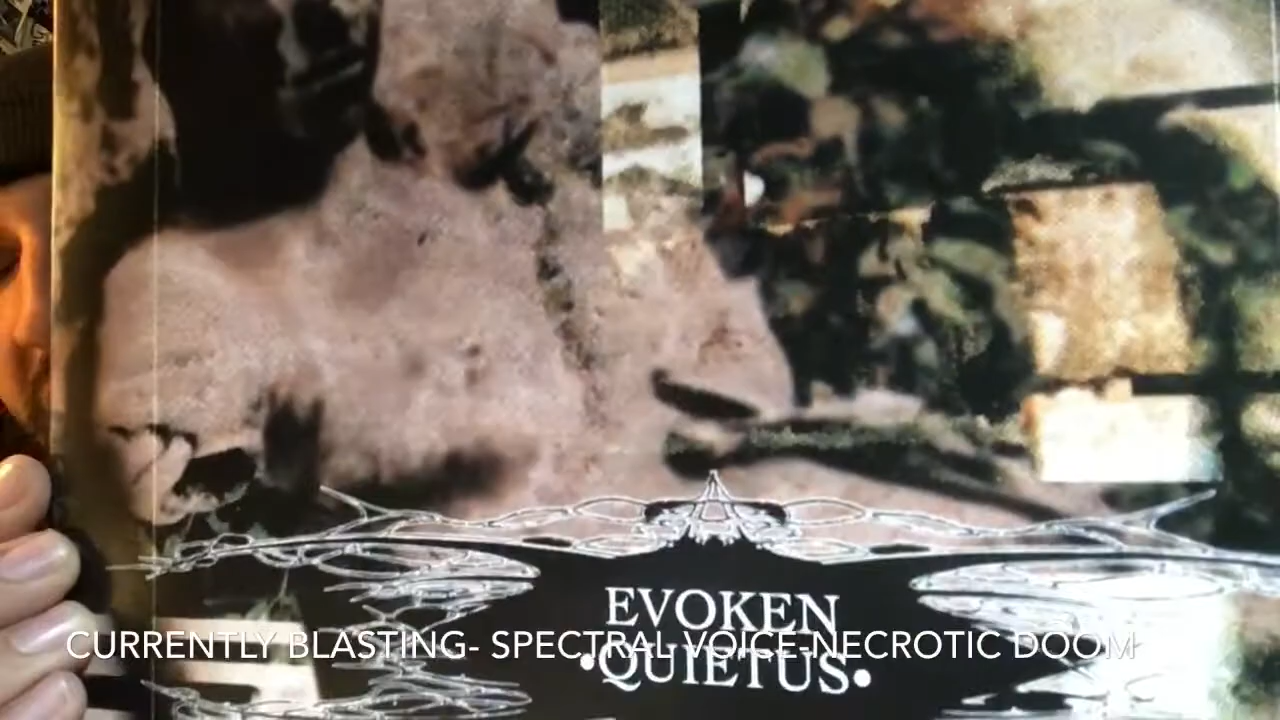 EVOKEN
CURRENTLY BLASTING- SPECTRAL VOICE-NECROTIC DOOM
•QUIETUS•